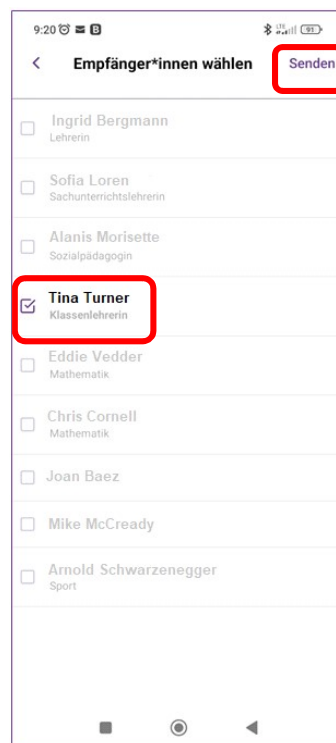 9:20
91
Empfänger*innen wählen
Senden
Ingrid Bergmann
Lehrerin
Sofia Loren
Sachunterrichtslehrerin
Alanis Morisette
Sozialpädagogin
Tina Turner
Klassenlehrerin
Eddie Vedder
Mathematik
Chris Cornell
Mathematik
Joan Baez
Mike McCready
Arnold Schwarzenegger
Sport